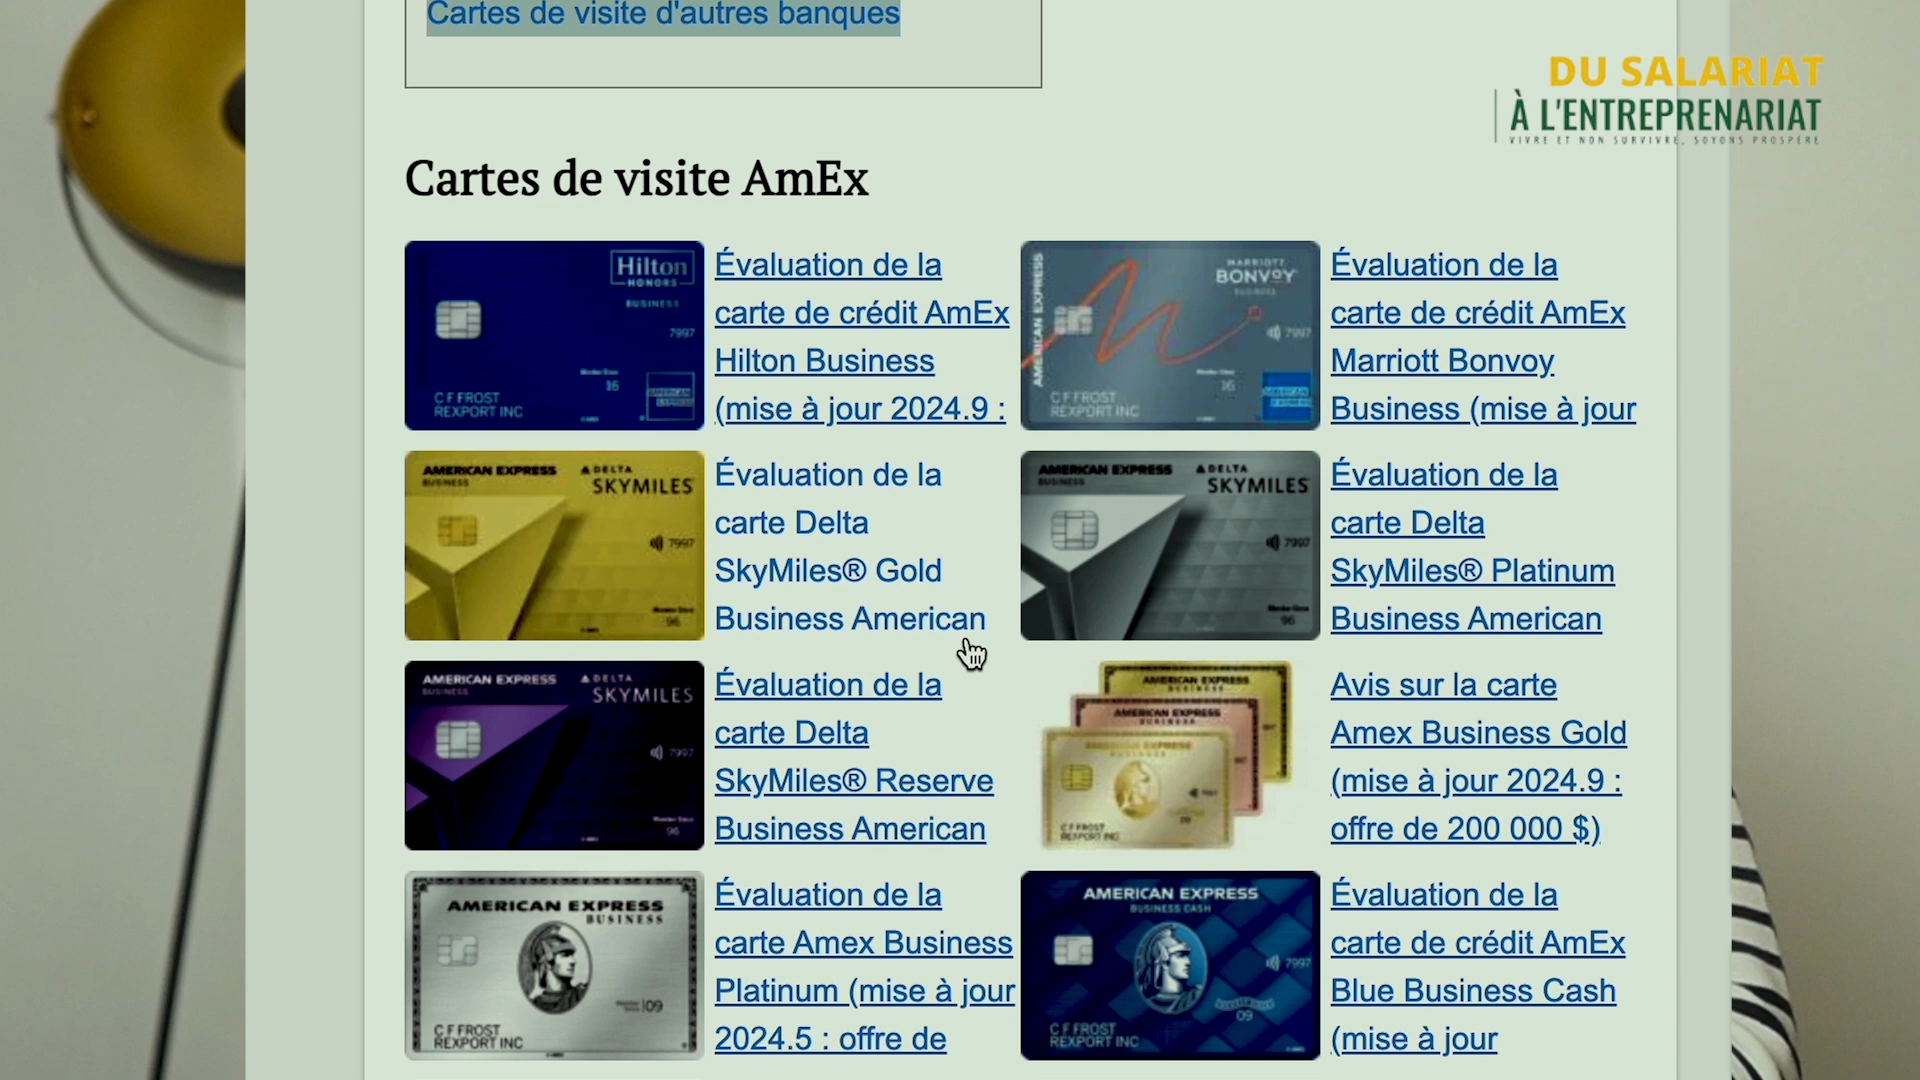 Cartes de visite d'autres banques
DU SALARIAT
À L'ENTREPRENARIAT
VIVRE ET NON SURVIVRE, SOYONS PROSPÈRE
Cartes de visite AmEx
Hilton
HONORS
BUSINESS
7997
16
AMERICAN EXPRESS
C F FROST
REXPORT INC
Évaluation de la
carte de crédit AmEx
Hilton Business
(mise à jour 2024.9 :
AMERICAN EXPRESS
MARRIOTT
BONVOY
BUSINESS
7997
16
C F FROST
REXPORT INC
Évaluation de la
carte de crédit AmEx
Marriott Bonvoy
Business (mise à jour
AMERICAN EXPRESS
BUSINESS
DELTA
SKYMILES
7997
96
Évaluation de la
carte Delta
SkyMiles® Gold
Business American
AMERICAN EXPRESS
BUSINESS
DELTA
SKYMILES
7997
96
Évaluation de la
carte Delta
SkyMiles® Platinum
Business American
AMERICAN EXPRESS
BUSINESS
DELTA
SKYMILES
7997
96
Évaluation de la
carte Delta
SkyMiles® Reserve
Business American
AMERICAN EXPRESS
BUSINESS
AMERICAN EXPRESS
BUSINESS
AMERICAN EXPRESS
C F FROST
REXPORT INC
09
Avis sur la carte
Amex Business Gold
(mise à jour 2024.9 :
offre de 200 000 $)
AMERICAN EXPRESS
BUSINESS
09
C F FROST
REXPORT INC
Évaluation de la
carte Amex Business
Platinum (mise à jour
2024.5 : offre de
AMERICAN EXPRESS
BUSINESS CASH
7997
09
C F FROST
REXPORT INC
Évaluation de la
carte de crédit AmEx
Blue Business Cash
(mise à jour